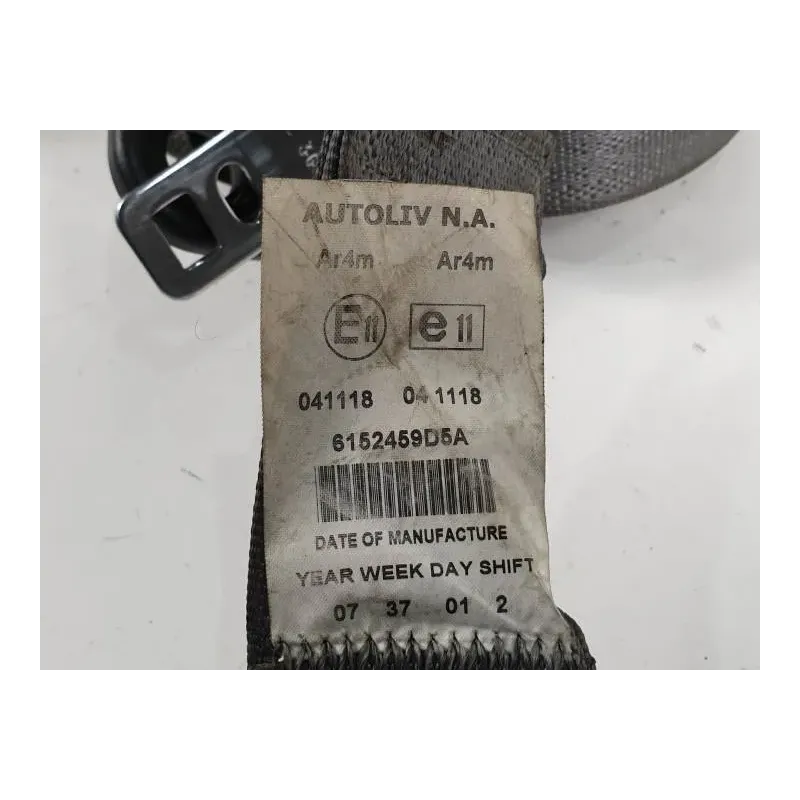 AUTOLIV N.A.
Ar4m Ar4m
E11 e11
041118 041118
6152459D5A
DATE OF MANUFACTURE
YEAR WEEK DAY SHIFT
07 37 01 2